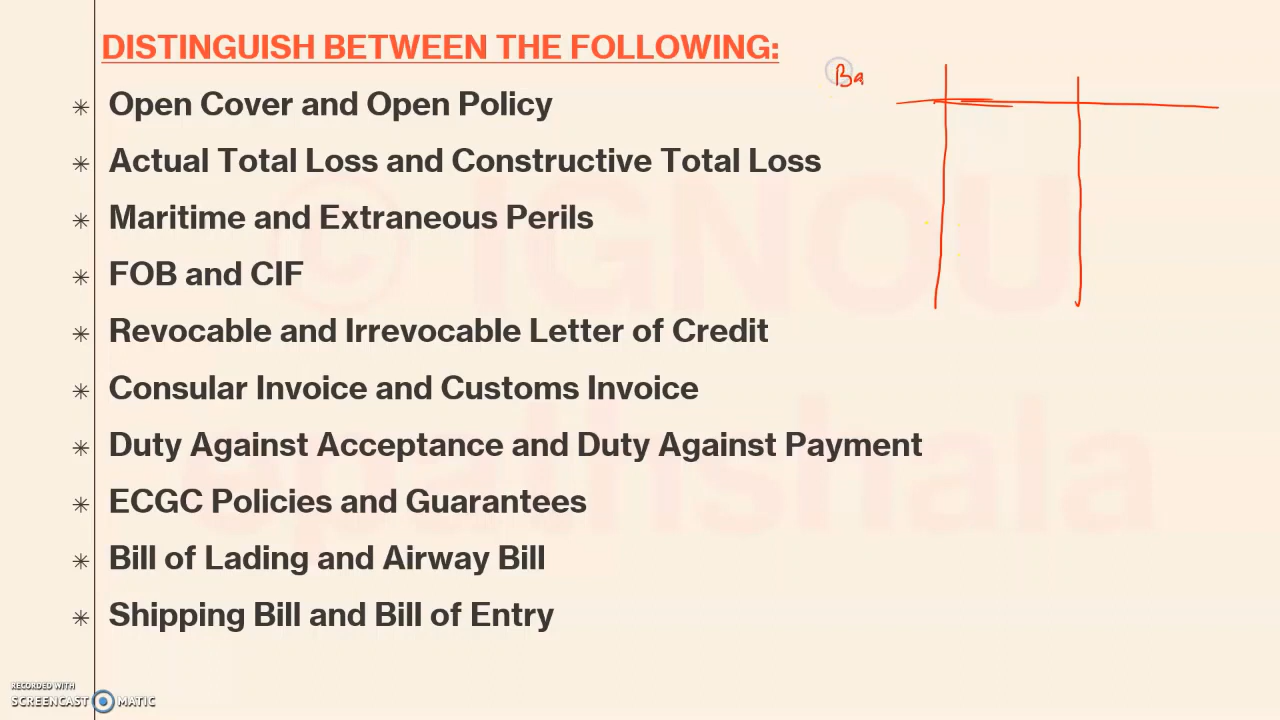 DISTINGUISH BETWEEN THE FOLLOWING:
Ba
Open Cover and Open Policy
Actual Total Loss and Constructive Total Loss
Maritime and Extraneous Perils
FOB and CIF
Revocable and Irrevocable Letter of Credit
Consular Invoice and Customs Invoice
Duty Against Acceptance and Duty Against Payment
ECGC Policies and Guarantees
Bill of Lading and Airway Bill
Shipping Bill and Bill of Entry
© IGNOU
epathshala
RECORDED WITH
SCREENCAST MATIC